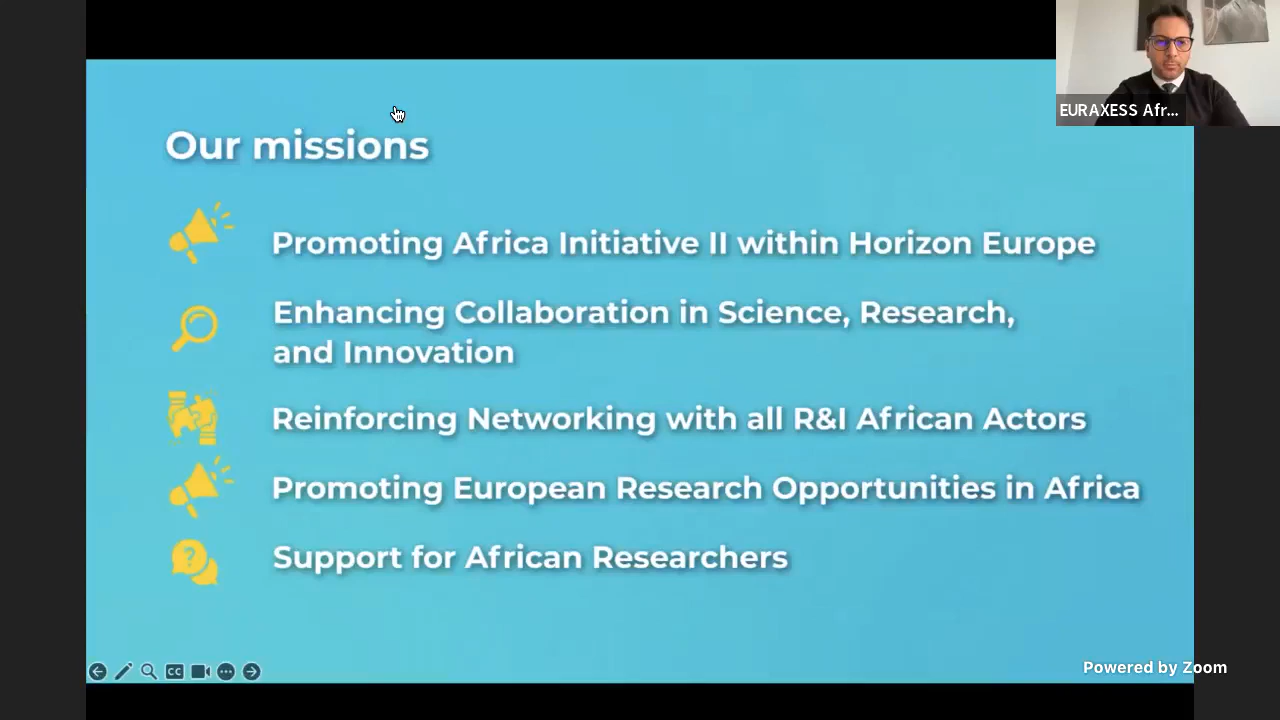 EURAXESS Afr...
Our missions
Promoting Africa Initiative II within Horizon Europe
Enhancing Collaboration in Science, Research,
and Innovation
Reinforcing Networking with all R&I African Actors
Promoting European Research Opportunities in Africa
?
Support for African Researchers
CC
Powered by Zoom